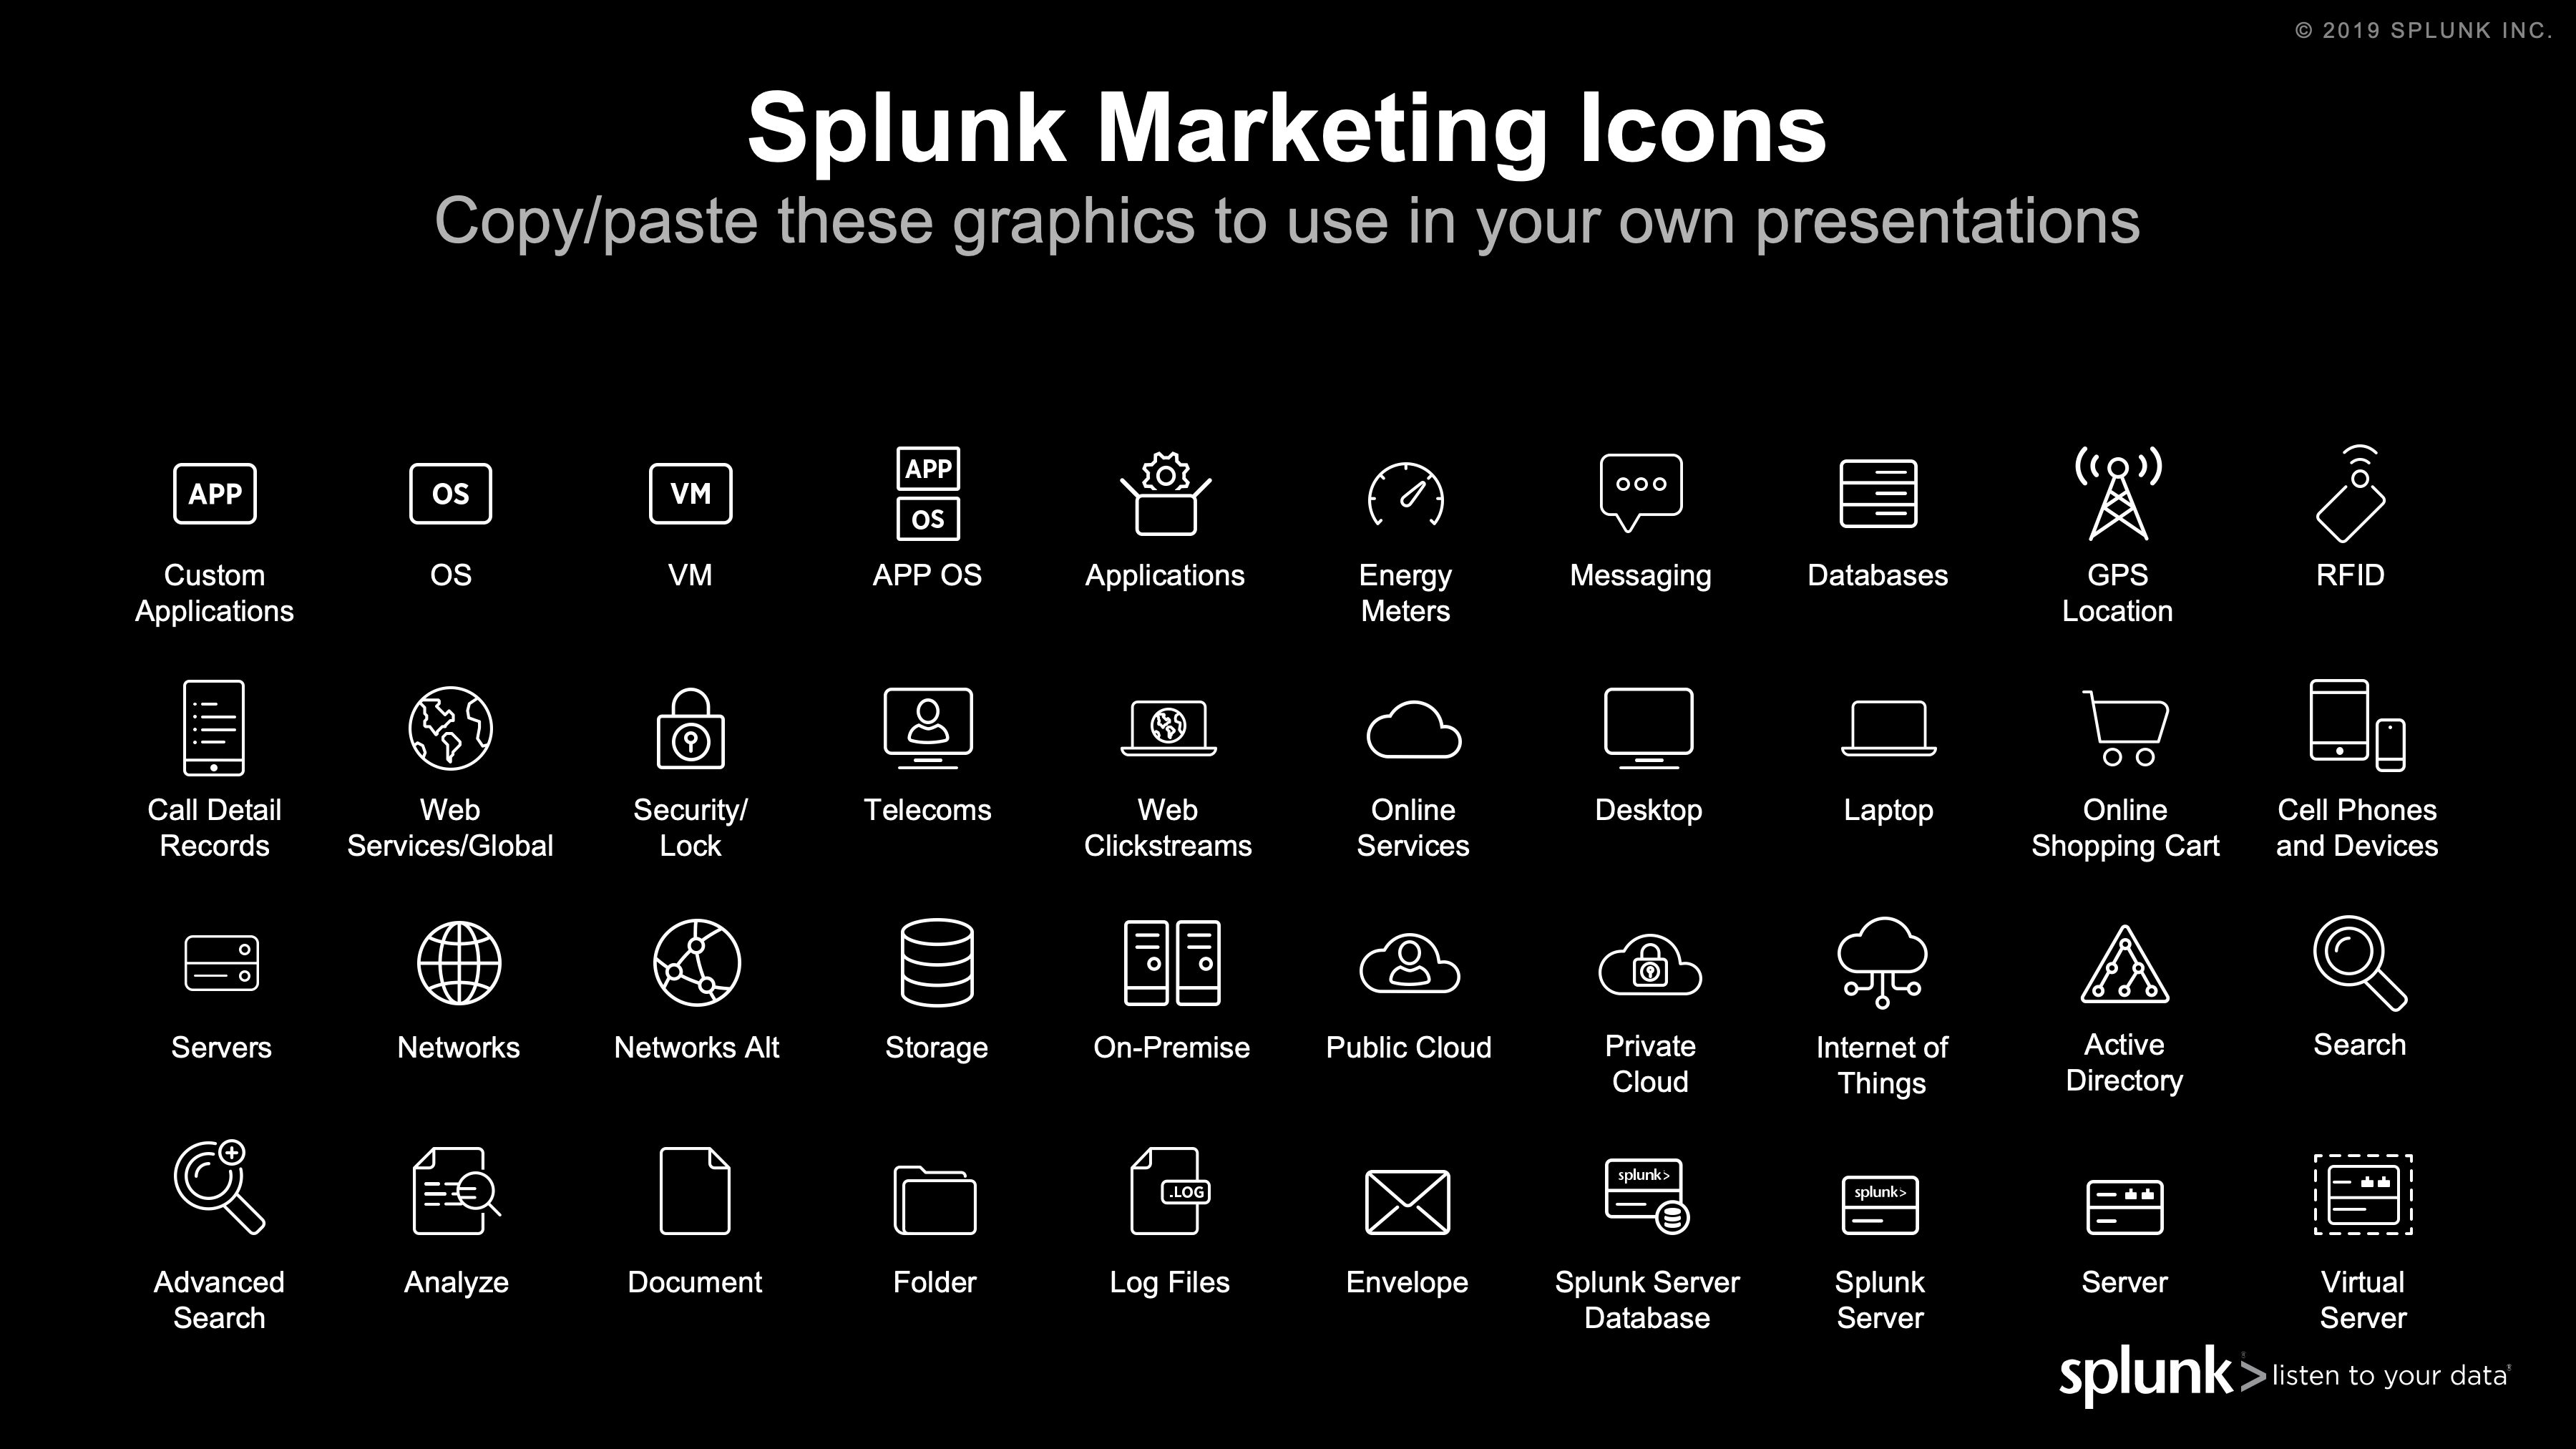 © 2019 SPLUNK INC.
Splunk Marketing Icons
Copy/paste these graphics to use in your own presentations
APP
OS
VM
APP
OS
Custom
Applications
OS
VM
APP OS
Applications
Energy
Meters
Messaging
Databases
GPS
Location
RFID
Call Detail
Records
Web
Services/Global
Security/
Lock
Telecoms
Web
Clickstreams
Online
Services
Desktop
Laptop
Online
Shopping Cart
Cell Phones
and Devices
Servers
Networks
Networks Alt
Storage
On-Premise
Public Cloud
Private
Cloud
Internet of
Things
Active
Directory
Search
.LOG
splunk>
splunk>
Advanced
Search
Analyze
Document
Folder
Log Files
Envelope
Splunk Server
Database
Splunk
Server
Server
Virtual
Server
splunk> listen to your data